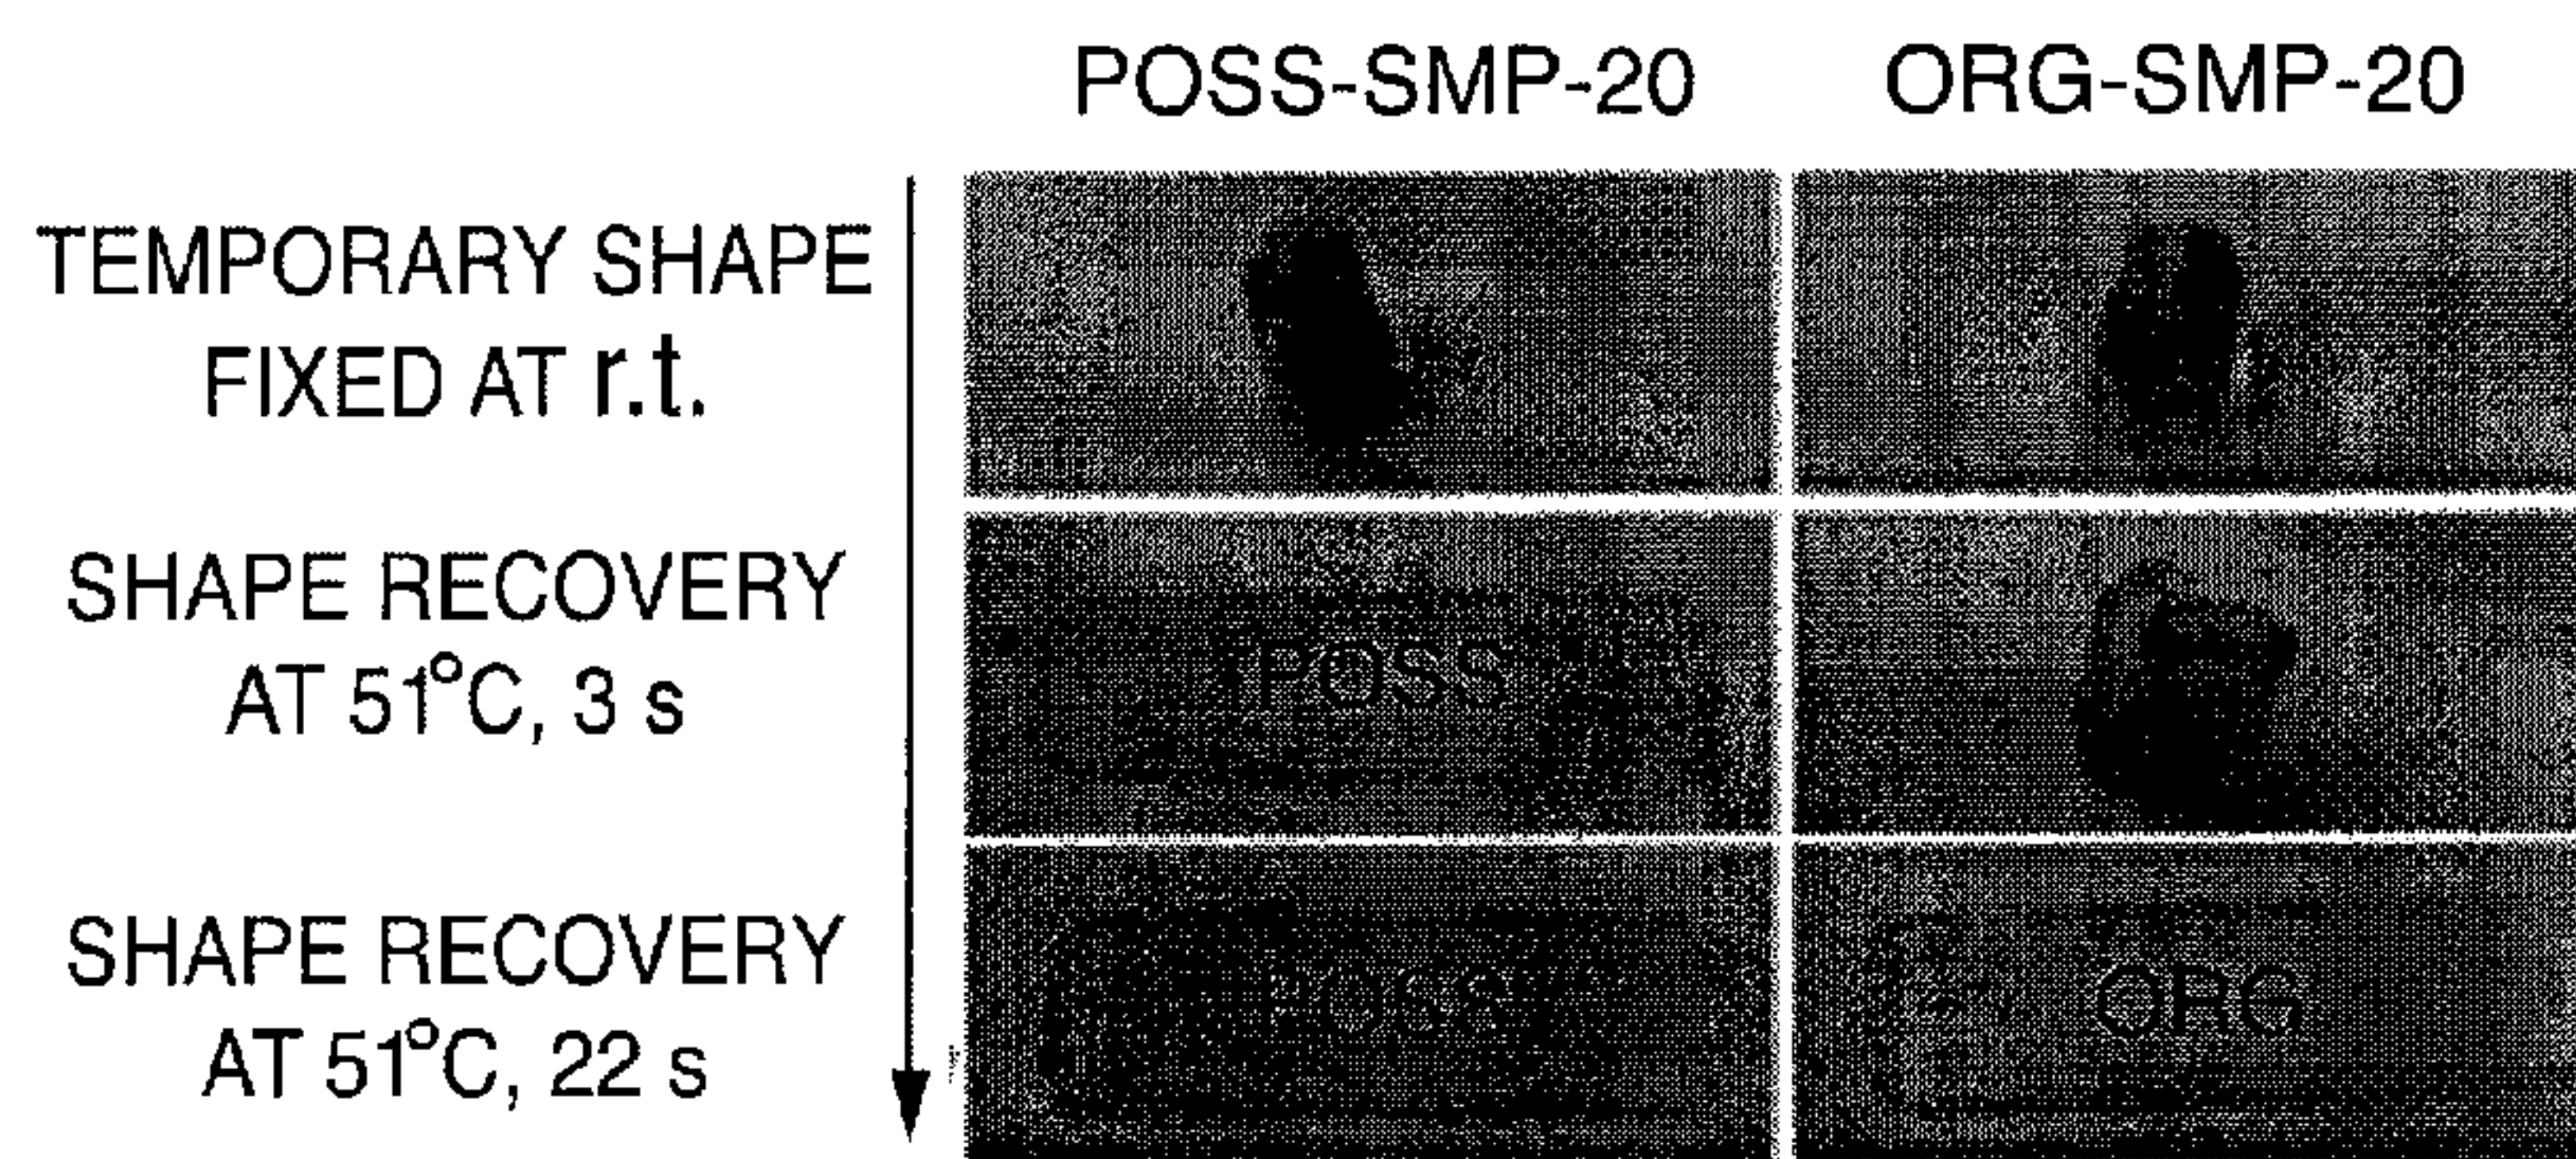 POSS-SMP-20 ORG-SMP-20
TEMPORARY SHAPE
FIXED AT r.t.
SHAPE RECOVERY
AT 51°C, 3 s
POSS
SHAPE RECOVERY
AT 51°C, 22 s
POSS ORG